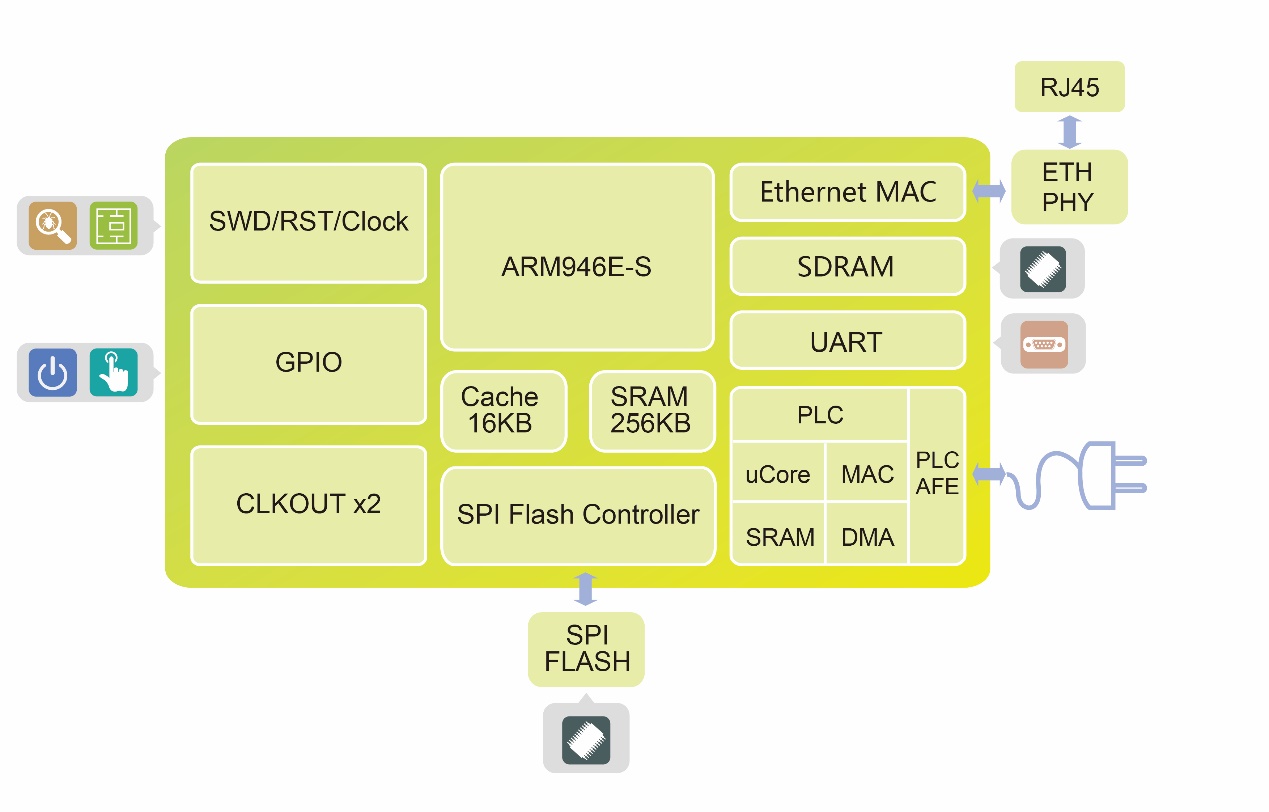 RJ45
ETH
PHY
SWD/RST/Clock
ARM946E-S
Ethernet MAC
SDRAM
UART
GPIO
Cache
16KB
SRAM
256KB
PLC
uCore
MAC
SRAM
DMA
PLC
AFE
CLKOUT x2
SPI Flash Controller
SPI
FLASH